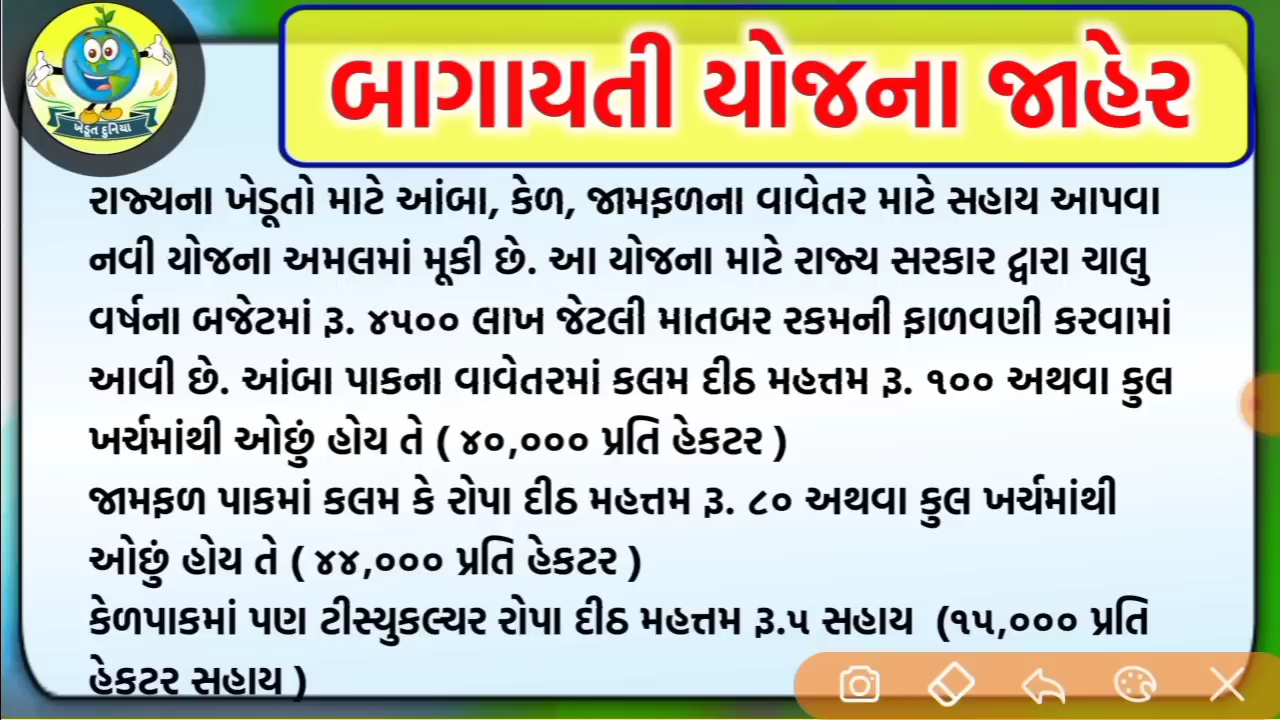 ખેડૂત દુનિયા
બાગાયતી યોજના જાહેર
રાજ્યના ખેડૂતો માટે આંબા, કેળ, જામફળના વાવેતર માટે સહાય આપવા
નવી યોજના અમલમાં મૂકી છે. આ યોજના માટે રાજ્ય સરકાર દ્વારા ચાલુ
વર્ષના બજેટમાં રૂ. ૪૫૦૦ લાખ જેટલી માતબર રકમની ફાળવણી કરવામાં
આવી છે. આંબા પાકના વાવેતરમાં કલમ દીઠ મહત્તમ રૂ. ૧૦૦ અથવા કુલ
ખર્ચમાંથી ઓછું હોય તે ( ૪૦,૦૦૦ પ્રતિ હેકટર )
જામફળ પાકમાં કલમ કે રોપા દીઠ મહત્તમ રૂ. ૮૦ અથવા કુલ ખર્ચમાંથી
ઓછું હોય તે ( ૪૪,૦૦૦ પ્રતિ હેકટર )
કેળપાકમાં પણ ટીસ્યુકલ્ચર રોપા દીઠ મહત્તમ રૂ.૫ સહાય (૧૫,૦૦૦ પ્રતિ
હેકટર સહાય )